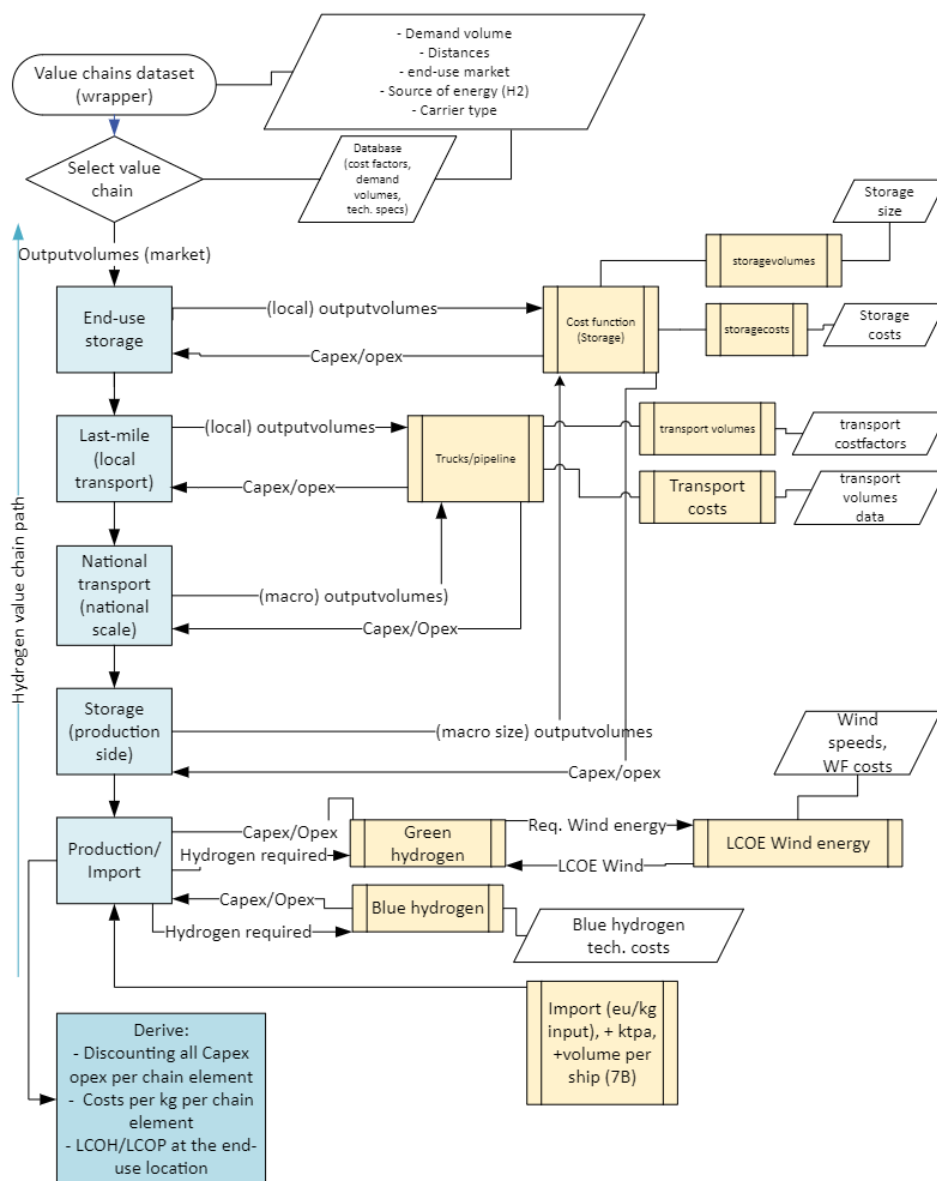 - Demand volume
- Distances
- end-use market
- Source of energy (H2)
- Carrier type
Value chains dataset
(wrapper)
Select value
chain
Database
(cost factors,
demand
volumes,
tech. specs)
Storage
size
Outputvolumes (market)
storagevolumes
End-use
storage
(local) outputvolumes
Cost function
(Storage)
storagecosts
Storage
costs
Capex/opex
Last-mile
(local
transport)
(local) outputvolumes
Trucks/pipeline
transport volumes
transport
costfactors
Capex/opex
Transport
costs
transport
volumes
data
Hydrogen value chain path
National
transport
(national
scale)
(macro) outputvolumes)
Capex/Opex
Storage
(production
side)
(macro size) outputvolumes
Capex/opex
Wind
speeds,
WF costs
Production/
Import
Capex/Opex
Hydrogen required
Green
hydrogen
Req. Wind energy
LCOE Wind
LCOE Wind energy
Capex/Opex
Hydrogen required
Blue hydrogen
Blue hydrogen
tech. costs
Import (eu/kg
input), + ktpa,
+volume per
ship (7B)
Derive:
- Discounting all Capex
opex per chain element
- Costs per kg per chain
element
- LCOH/LCOP at the end-
use location